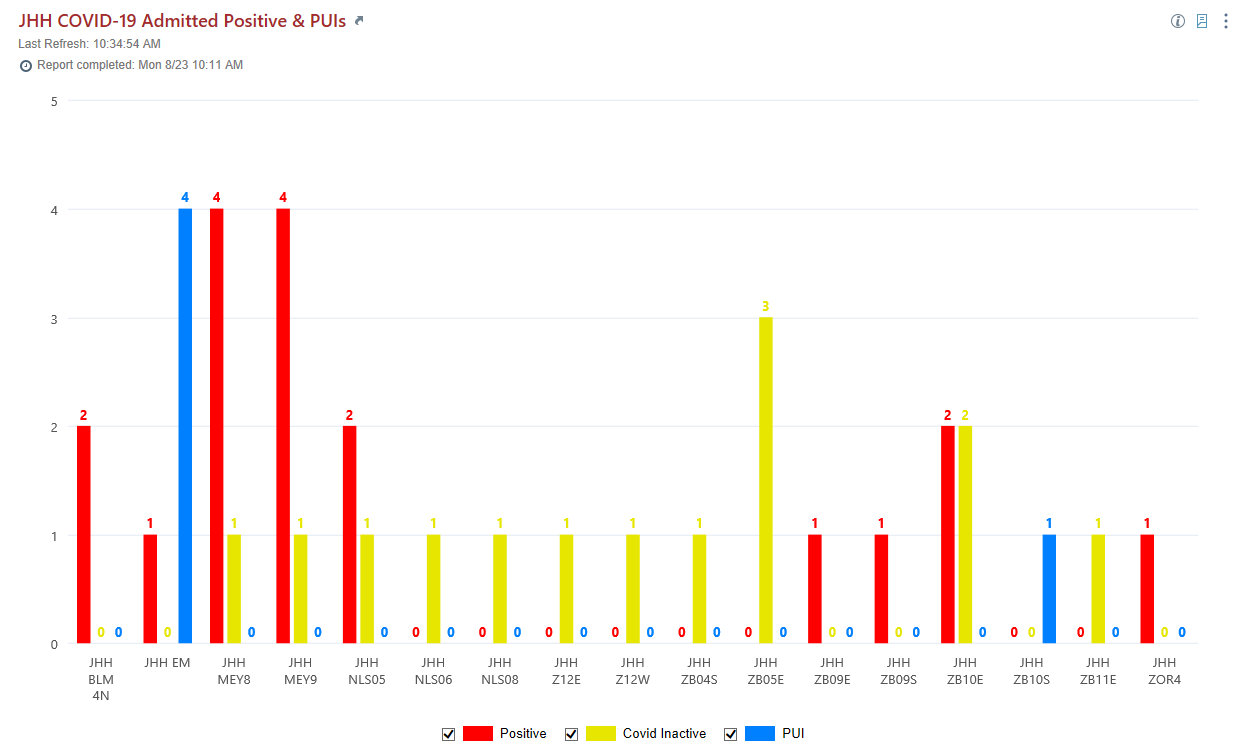 JHH COVID-19 Admitted Positive & PUIs
Last Refresh: 10:34:54 AM
Report completed: Mon 8/23 10:11 AM
5
4
3
2
1
0
2 0 0
1 0 4
4 1 0
4 1 0
2 1 0
0 1 0
0 1 0
0 1 0
0 1 0
0 1 0
0 3 0
1 0 0
1 0 0
2 2 0
0 0 1
0 1 0
1 0 0
JHH
BLM
4N
JHH EM
JHH
MEY8
JHH
MEY9
JHH
NLS05
JHH
NLS06
JHH
NLS08
JHH
Z12E
JHH
Z12W
JHH
ZB04S
JHH
ZB05E
JHH
ZB09E
JHH
ZB09S
JHH
ZB10E
JHH
ZB10S
JHH
ZB11E
JHH
ZOR4
Positive Covid Inactive PUI